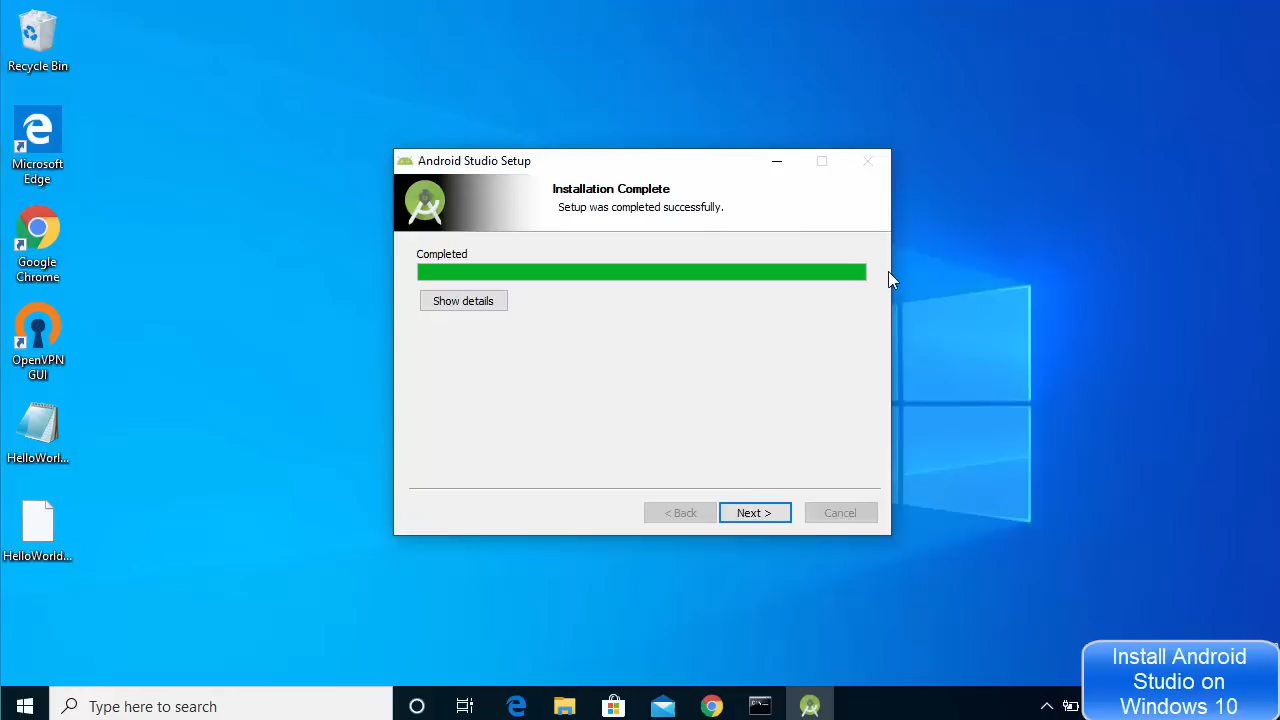 Recycle Bin
Microsoft
Edge
Google
Chrome
OpenVPN
GUI
HelloWorl...
HelloWorld...
Android Studio Setup
Installation Complete
Setup was completed successfully.
Completed
Show details
< Back
Next >
Cancel
Type here to search
Install Android
Studio on
Windows 10